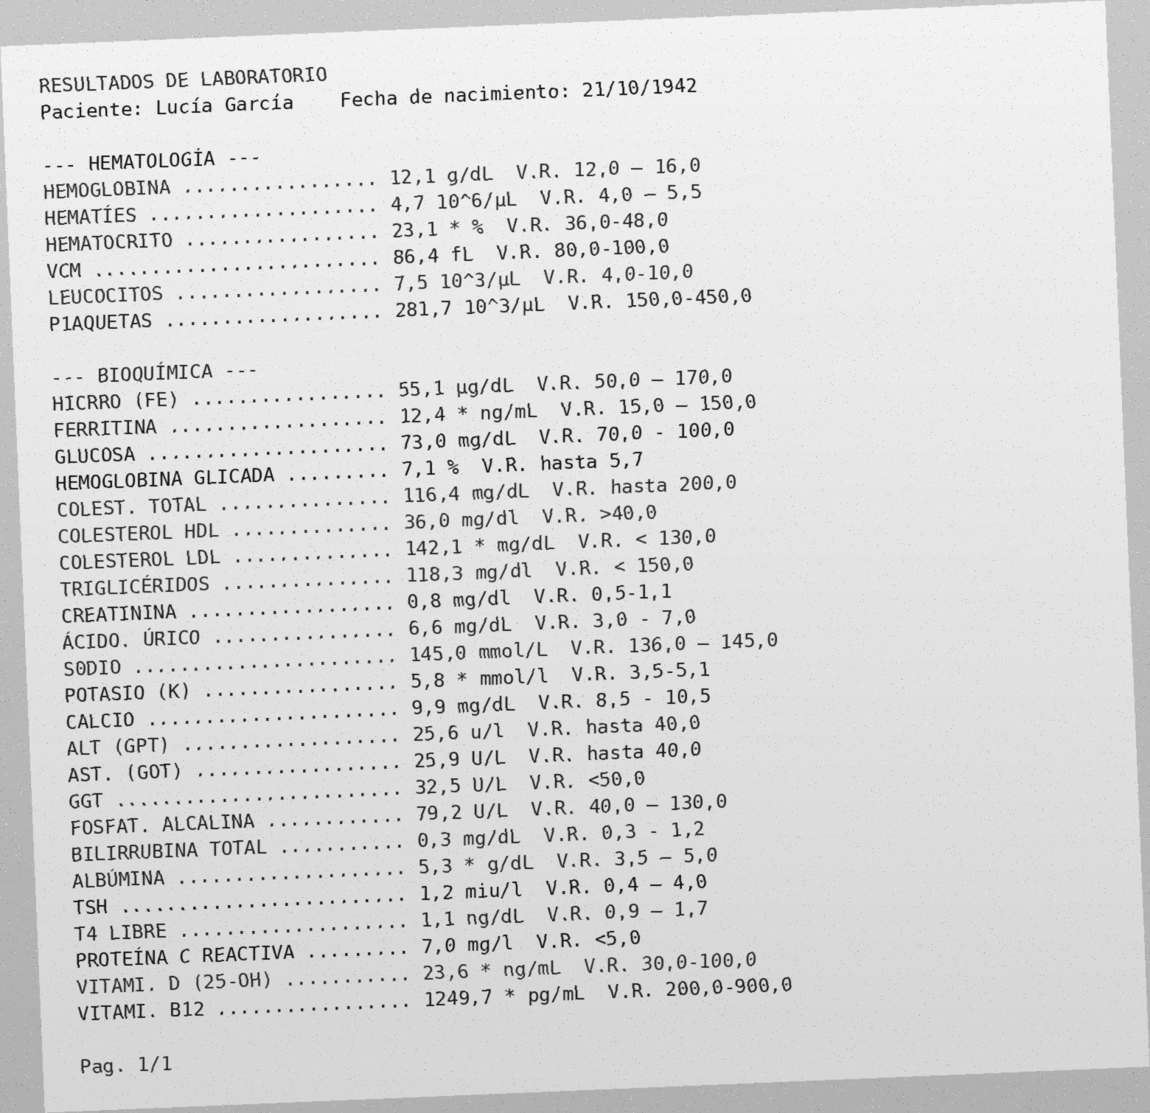 RESULTADOS DE LABORATORIO
Paciente: Lucía García    Fecha de nacimiento: 21/10/1942

--- HEMATOLOGÍA ---
HEMOGLOBINA ................. 12,1 g/dL  V.R. 12,0 – 16,0
HEMATÍES .................... 4,7 10^6/µL  V.R. 4,0 – 5,5
HEMATOCRITO ................. 23,1 * %  V.R. 36,0-48,0
VCM ......................... 86,4 fL  V.R. 80,0-100,0
LEUCOCITOS .................. 7,5 10^3/µL  V.R. 4,0-10,0
P1AQUETAS ................... 281,7 10^3/µL  V.R. 150,0-450,0

--- BIOQUÍMICA ---
HICRRO (FE) ................. 55,1 µg/dL  V.R. 50,0 – 170,0
FERRITINA ................... 12,4 * ng/mL  V.R. 15,0 – 150,0
GLUCOSA ..................... 73,0 mg/dL  V.R. 70,0 - 100,0
HEMOGLOBINA GLICADA ......... 7,1 %  V.R. hasta 5,7
COLEST. TOTAL ............... 116,4 mg/dL  V.R. hasta 200,0
COLESTEROL HDL .............. 36,0 mg/dl  V.R. >40,0
COLESTEROL LDL .............. 142,1 * mg/dL  V.R. < 130,0
TRIGLICÉRIDOS ............... 118,3 mg/dl  V.R. < 150,0
CREATININA .................. 0,8 mg/dl  V.R. 0,5-1,1
ÁCIDO. ÚRICO ................ 6,6 mg/dL  V.R. 3,0 - 7,0
S0DIO ....................... 145,0 mmol/L  V.R. 136,0 – 145,0
POTASIO (K) ................. 5,8 * mmol/l  V.R. 3,5-5,1
CALCIO ...................... 9,9 mg/dL  V.R. 8,5 - 10,5
ALT (GPT) ................... 25,6 u/l  V.R. hasta 40,0
AST. (GOT) .................. 25,9 U/L  V.R. hasta 40,0
GGT ......................... 32,5 U/L  V.R. <50,0
FOSFAT. ALCALINA ............ 79,2 U/L  V.R. 40,0 – 130,0
BILIRRUBINA TOTAL ........... 0,3 mg/dL  V.R. 0,3 - 1,2
ALBÚMINA .................... 5,3 * g/dL  V.R. 3,5 – 5,0
TSH ......................... 1,2 miu/l  V.R. 0,4 – 4,0
T4 LIBRE .................... 1,1 ng/dL  V.R. 0,9 – 1,7
PROTEÍNA C REACTIVA ......... 7,0 mg/l  V.R. <5,0
VITAMI. D (25-OH) ........... 23,6 * ng/mL  V.R. 30,0-100,0
VITAMI. B12 ................. 1249,7 * pg/mL  V.R. 200,0-900,0

Pag. 1/1